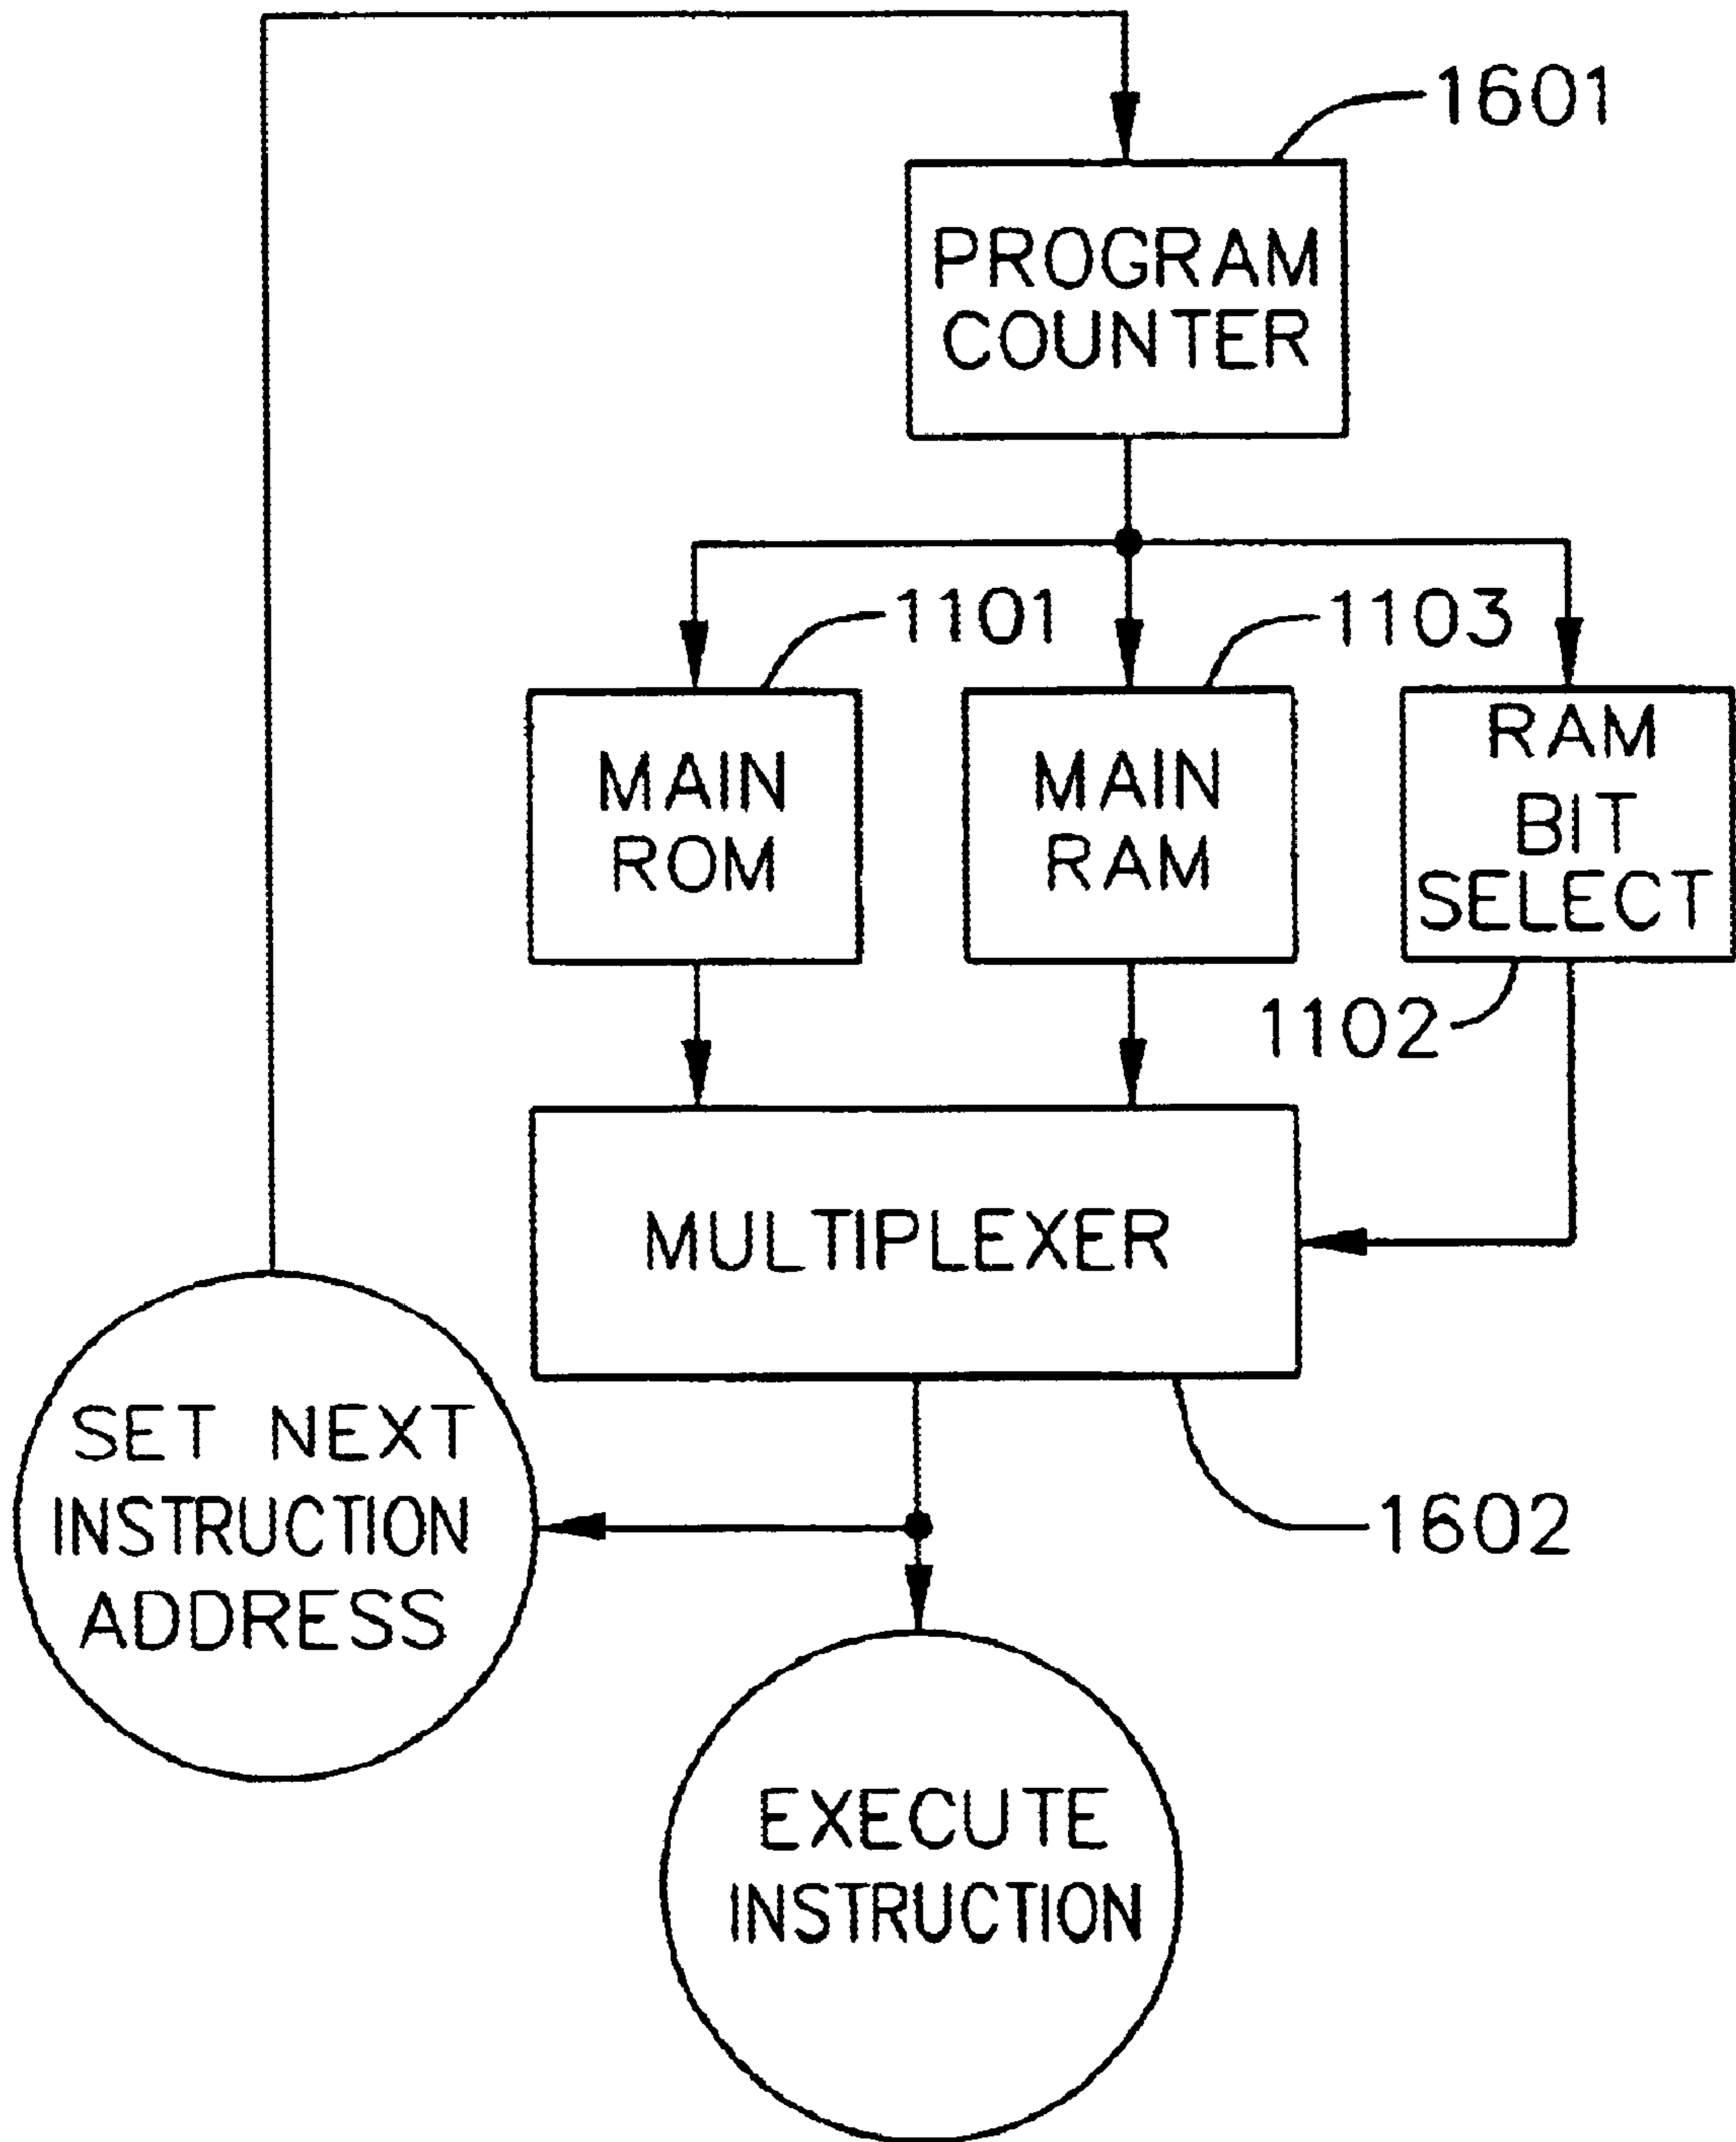 1601
PROGRAM
COUNTER
1101
1103
MAIN
ROM
MAIN
RAM
RAM
BIT
SELECT
1102
MULTIPLEXER
SET NEXT
INSTRUCTION
ADDRESS
1602
EXECUTE
INSTRUCTION